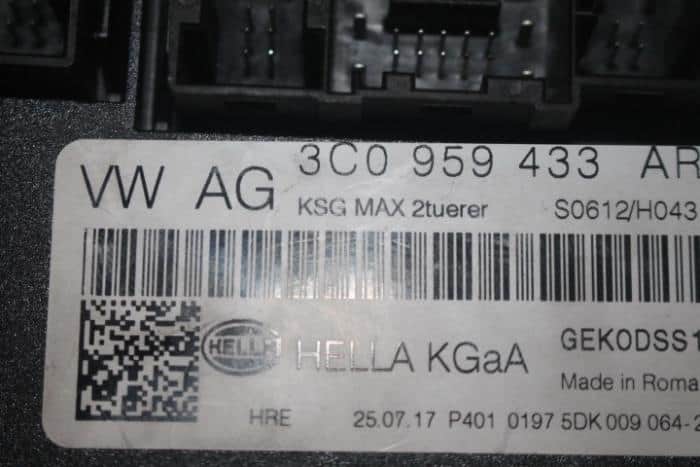 VW AG 3C0 959 433 AR
KSG MAX 2tuerer S0612/H043
HELLA HELLA KGaA GEKODSS1
Made in Roma
HRE 25.07.17 P401 0197 5DK 009 064-2